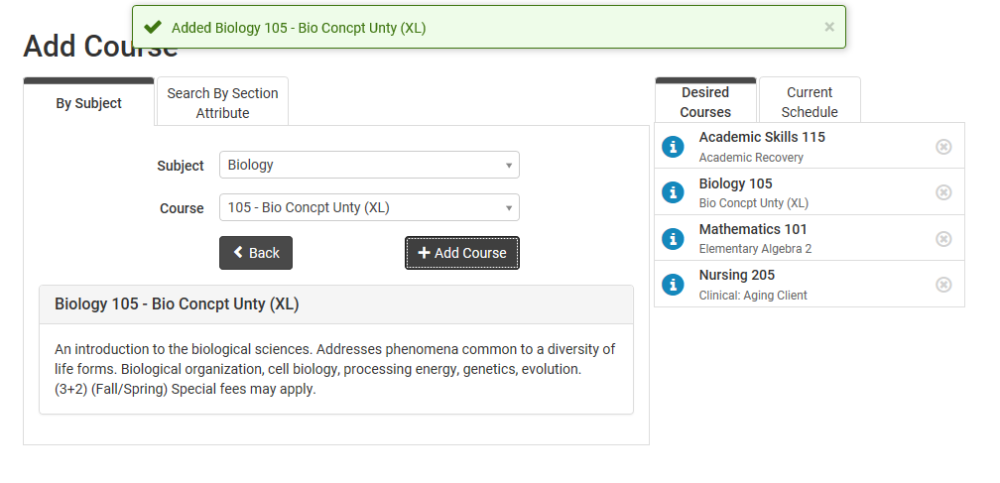 Added Biology 105 - Bio Concpt Unty (XL)
×
Add Course
By Subject
Search By Section
Attribute
Subject
Biology
Course
105 - Bio Concpt Unty (XL)
Back
Add Course
Biology 105 - Bio Concpt Unty (XL)
An introduction to the biological sciences. Addresses phenomena common to a diversity of
life forms. Biological organization, cell biology, processing energy, genetics, evolution.
(3+2) (Fall/Spring) Special fees may apply.
Desired
Courses
Current
Schedule
Academic Skills 115
Academic Recovery
Biology 105
Bio Concpt Unty (XL)
Mathematics 101
Elementary Algebra 2
Nursing 205
Clinical: Aging Client